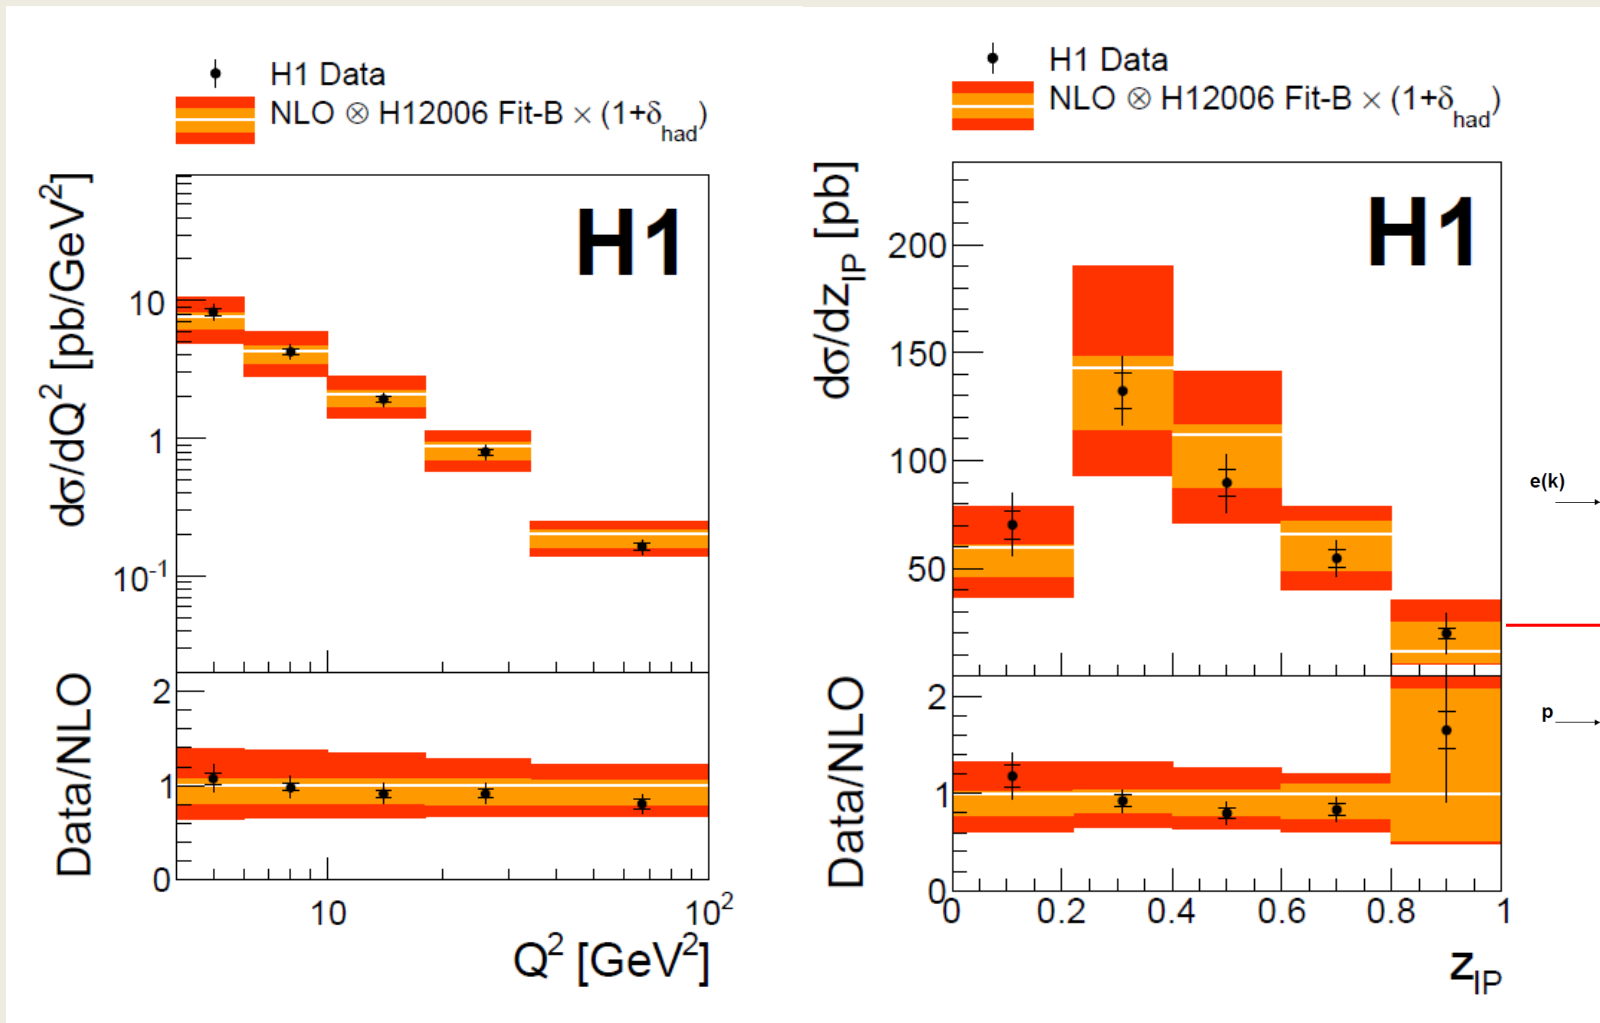 H1 Data
NLO ⊗ H12006 Fit-B × (1+δhad)
H1
dσ/dQ² [pb/GeV²]
10
1
10⁻¹
Data/NLO
2
1
0
10
10²
Q² [GeV²]
H1 Data
NLO ⊗ H12006 Fit-B × (1+δhad)
H1
dσ/dzIP [pb]
200
150
100
50
Data/NLO
2
1
0
0 0.2 0.4 0.6 0.8 1
zIP
e(k)
p